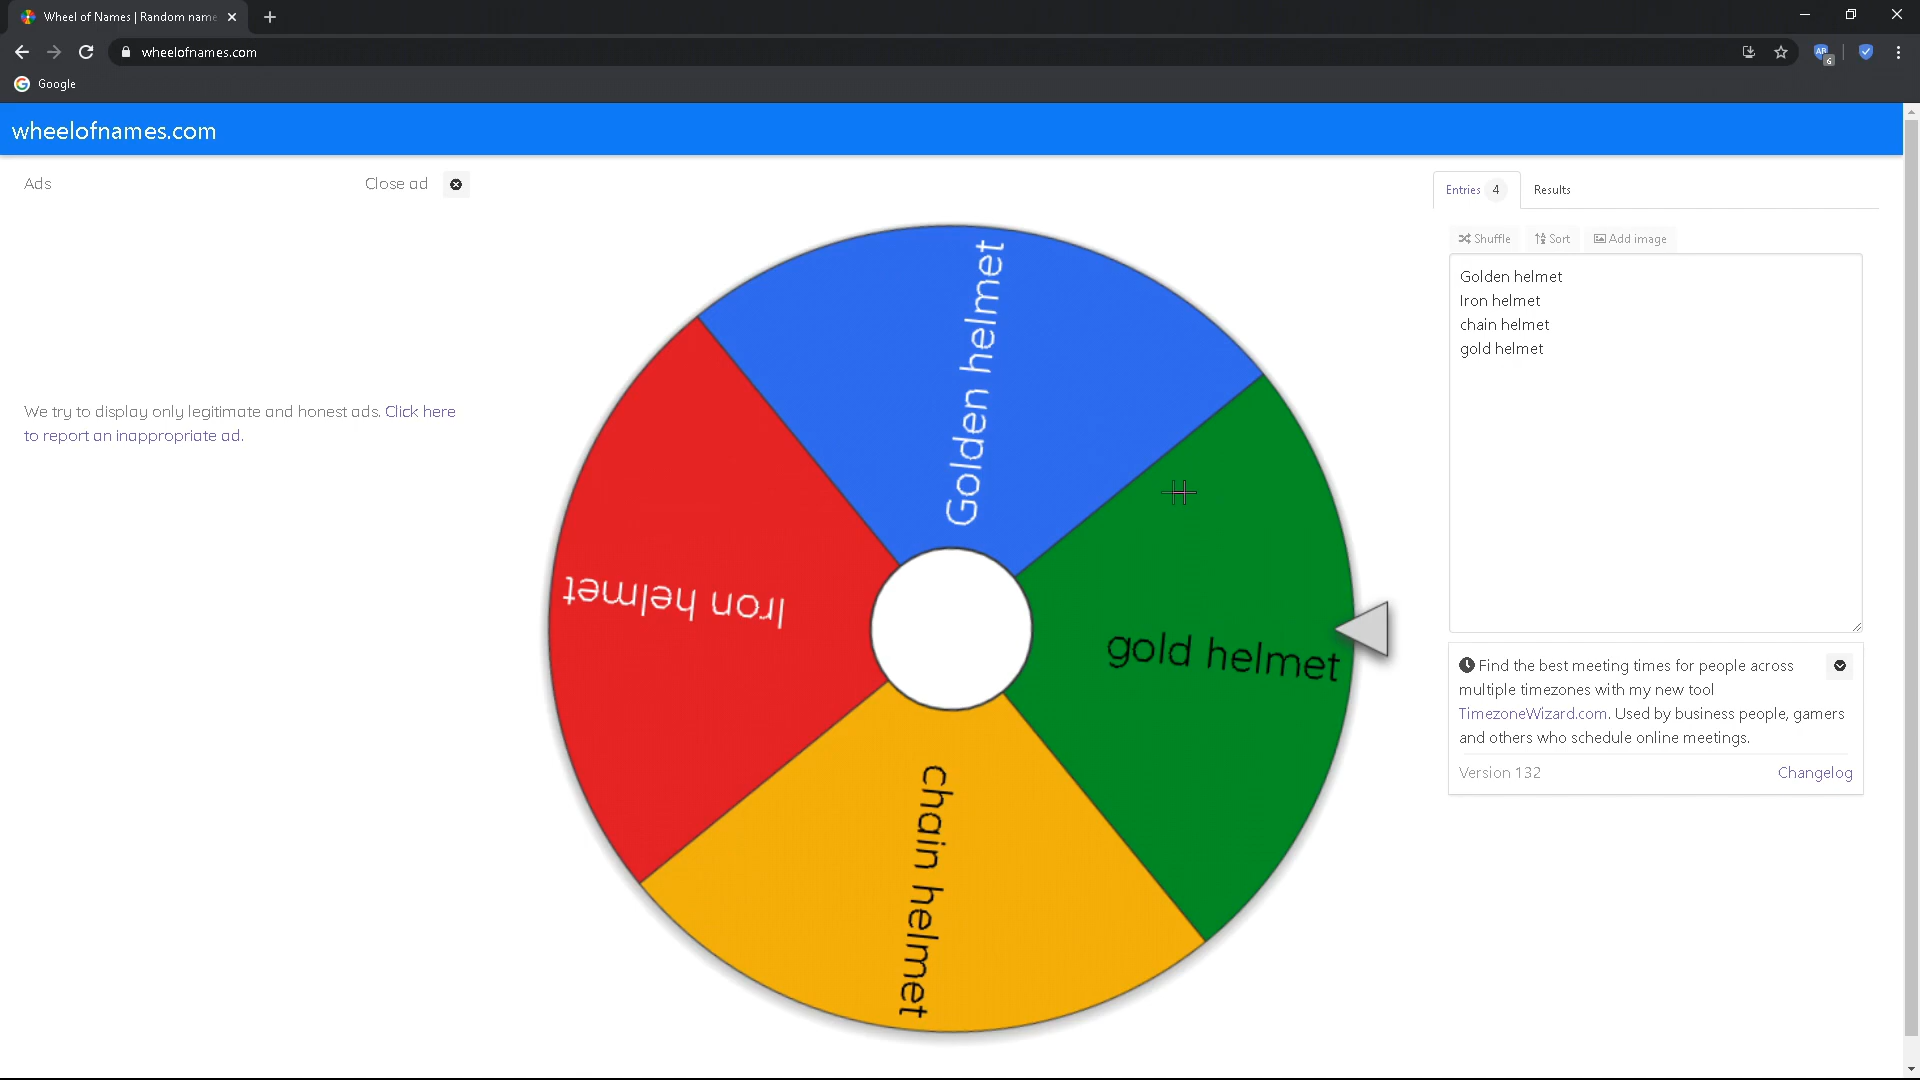 Wheel of Names | Random name
wheelofnames.com
Google
wheelofnames.com
Ads
Close ad
We try to display only legitimate and honest ads. Click here
to report an inappropriate ad.
Golden helmet
Iron helmet
gold helmet
chain helmet
Entries 4
Results
Shuffle
Sort
Add image
Golden helmet
Iron helmet
chain helmet
gold helmet
Find the best meeting times for people across
multiple timezones with my new tool
TimezoneWizard.com. Used by business people, gamers
and others who schedule online meetings.
Version 132
Changelog